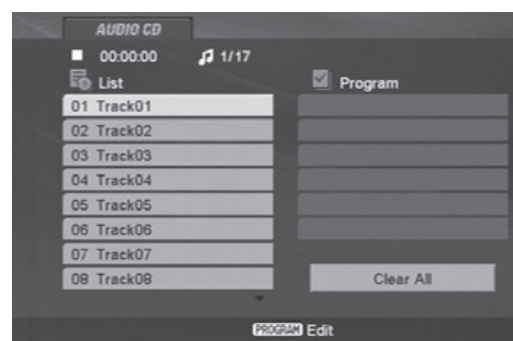 AUDIO CD
00:00:00 1/17
List
Program
01 Track01
02 Track02
03 Track03
04 Track04
05 Track05
06 Track06
07 Track07
08 Track08
Clear All
PROGRAM Edit